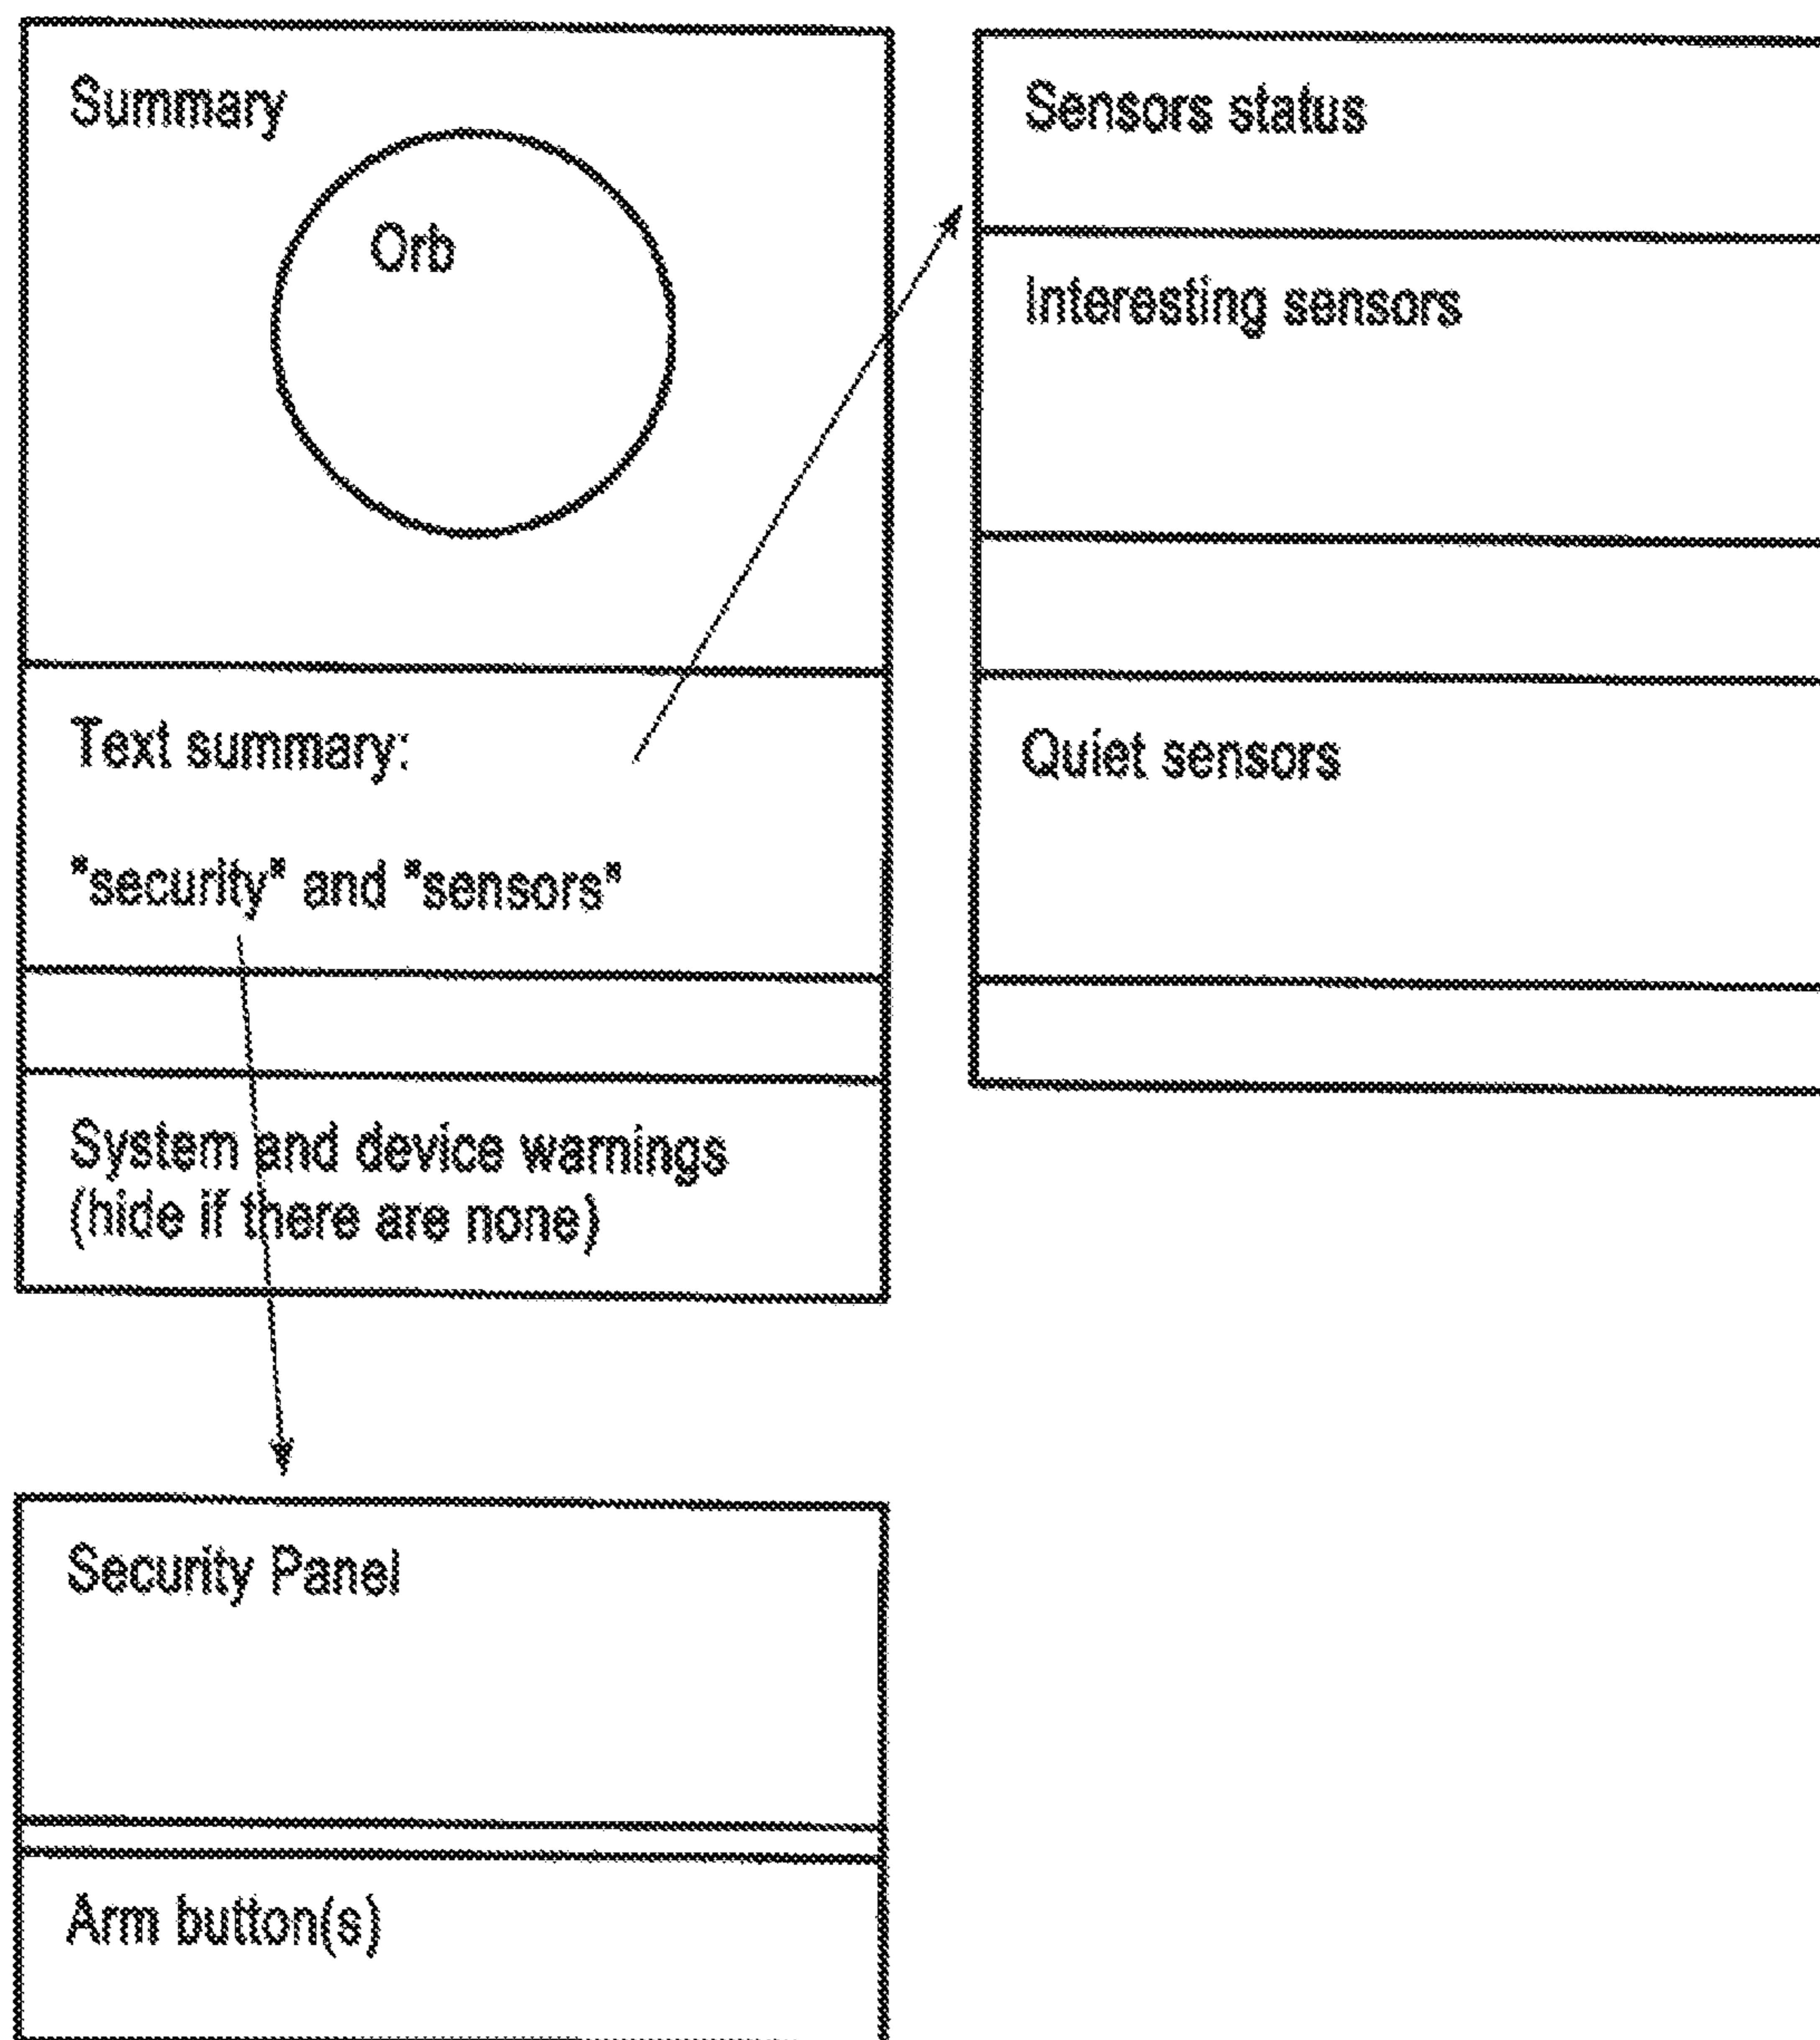 Summary
Orb
Text summary:
"security" and "sensors"
System and device warnings
(hide if there are none)
Sensors status
Interesting sensors
Quiet sensors
Security Panel
Arm button(s)